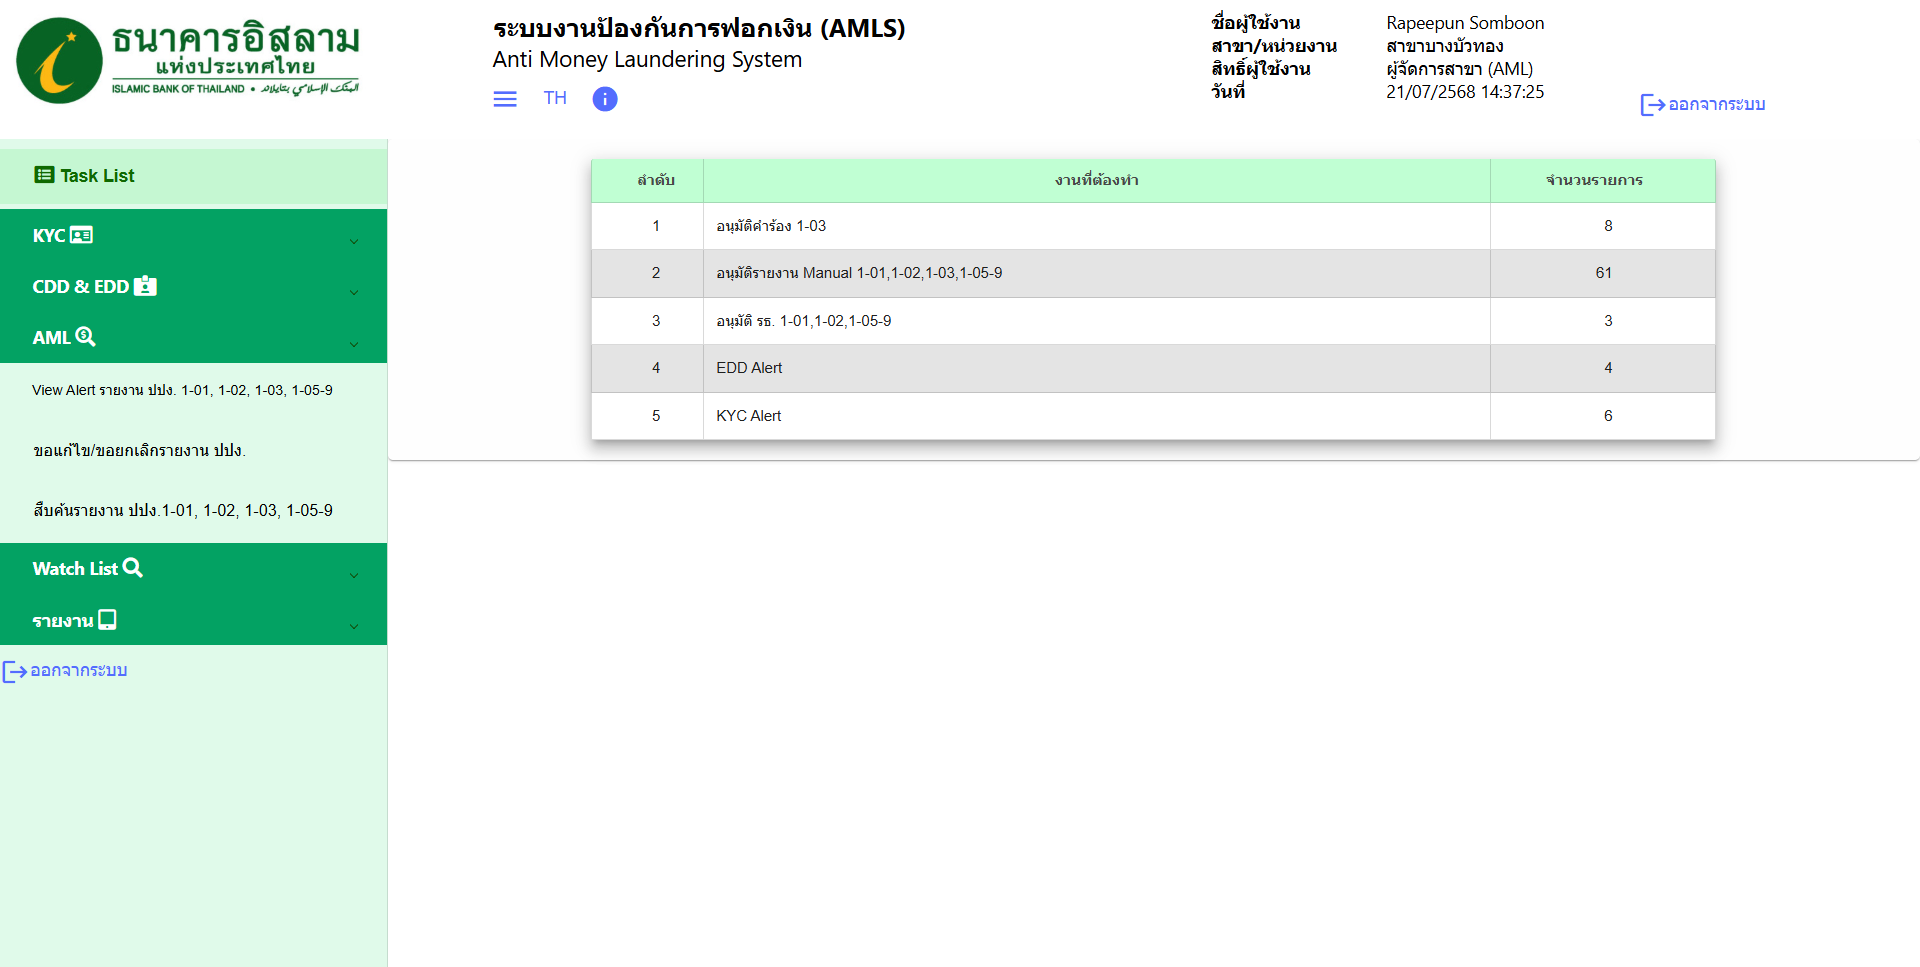 ธนาคารอิสลาม
แห่งประเทศไทย
ISLAMIC BANK OF THAILAND •
ระบบงานป้องกันการฟอกเงิน (AMLS)
Anti Money Laundering System
TH
ชื่อผู้ใช้งาน Rapeepun Somboon
สาขา/หน่วยงาน สาขาบางบัวทอง
สิทธิ์ผู้ใช้งาน ผู้จัดการสาขา (AML)
วันที่ 21/07/2568 14:37:25
ออกจากระบบ
Task List
KYC
CDD & EDD
AML
View Alert รายงาน ปปง. 1-01, 1-02, 1-03, 1-05-9
ขอแก้ไข/ขอยกเลิกรายงาน ปปง.
สืบค้นรายงาน ปปง.1-01, 1-02, 1-03, 1-05-9
Watch List
รายงาน
ออกจากระบบ
ลำดับ งานที่ต้องทำ จำนวนรายการ
1 อนุมัติคำร้อง 1-03 8
2 อนุมัติรายงาน Manual 1-01,1-02,1-03,1-05-9 61
3 อนุมัติ รธ. 1-01,1-02,1-05-9 3
4 EDD Alert 4
5 KYC Alert 6